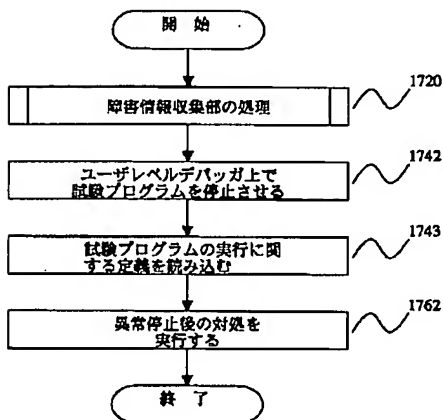 開 始
障害情報収集部の処理
1720
ユーザレベルデバッガ上で
試験プログラムを停止させる
1742
試験プログラムの実行に関
する定義を読み込む
1743
異常停止後の対処を
実行する
1762
終 了